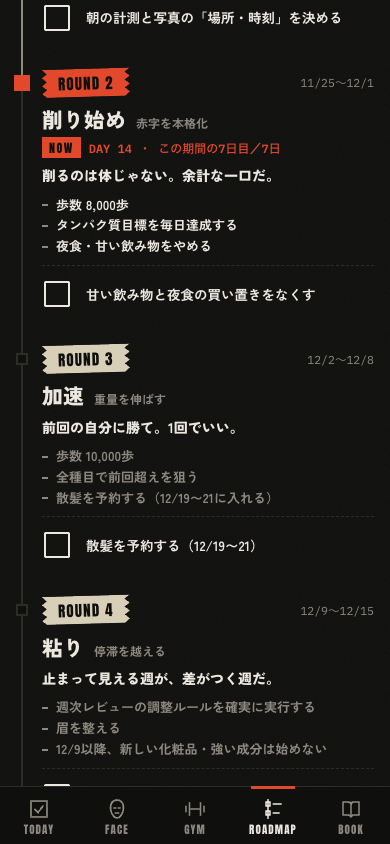 朝の計測と写真の「場所・時刻」を決める
ROUND 2
11/25〜12/1
削り始め 赤字を本格化
NOW DAY 14 ・ この期間の7日目／7日
削るのは体じゃない。余計な一口だ。
– 歩数 8,000歩
– タンパク質目標を毎日達成する
– 夜食・甘い飲み物をやめる
甘い飲み物と夜食の買い置きをなくす
ROUND 3
12/2〜12/8
加速 重量を伸ばす
前回の自分に勝て。1回でいい。
– 歩数 10,000歩
– 全種目で前回超えを狙う
– 散髪を予約する（12/19〜21に入れる）
散髪を予約する（12/19〜21）
ROUND 4
12/9〜12/15
粘り 停滞を越える
止まって見える週が、差がつく週だ。
– 週次レビューの調整ルールを確実に実行する
– 眉を整える
– 12/9以降、新しい化粧品・強い成分は始めない
TODAY FACE GYM ROADMAP BOOK